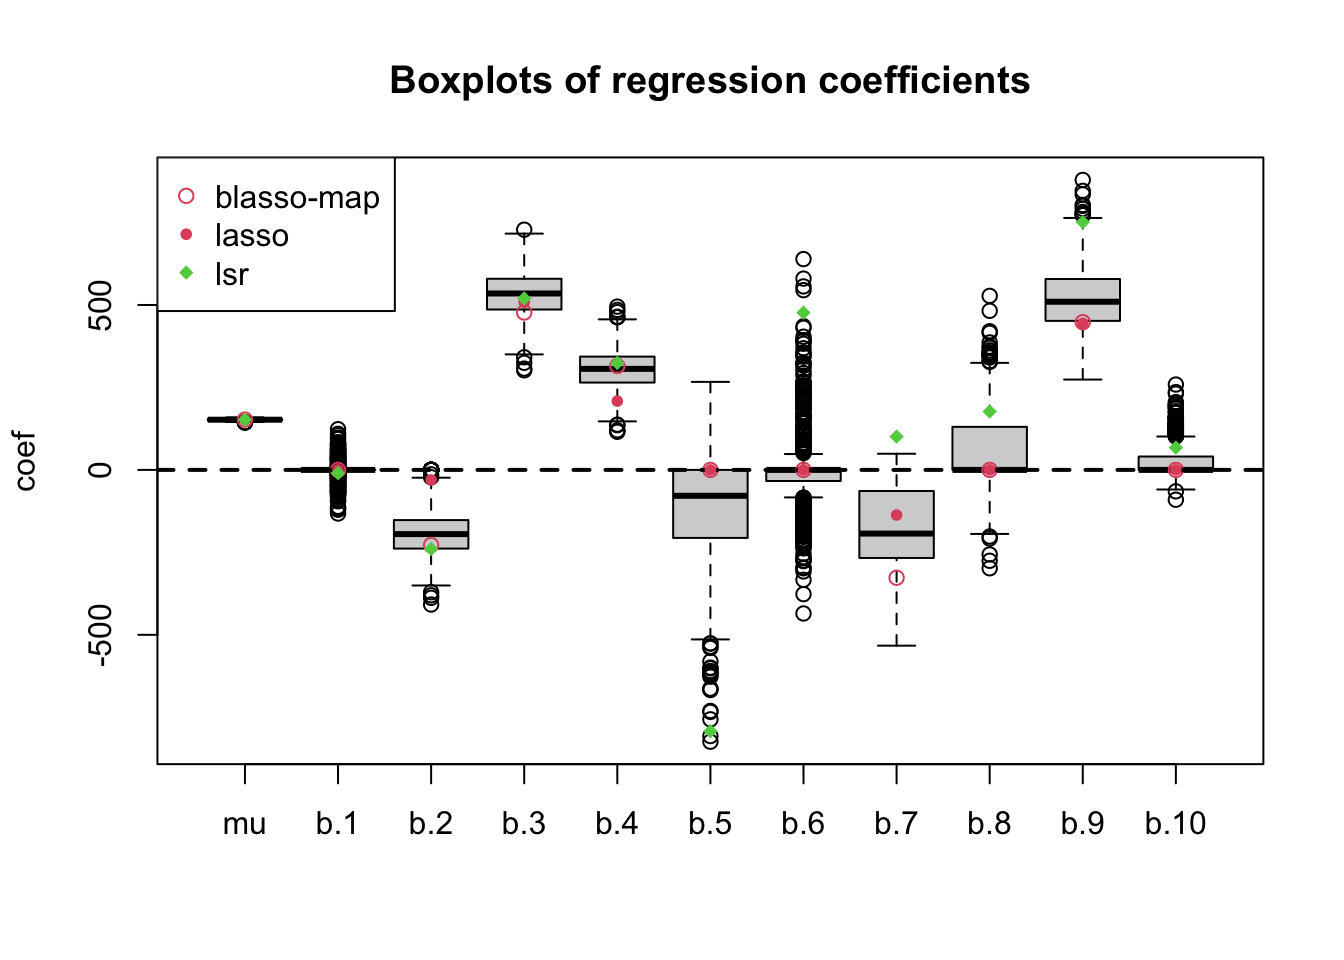 Boxplots of regression coefficients
blasso-map
lasso
lsr
coef
500
0
-500
mu b.1 b.2 b.3 b.4 b.5 b.6 b.7 b.8 b.9 b.10